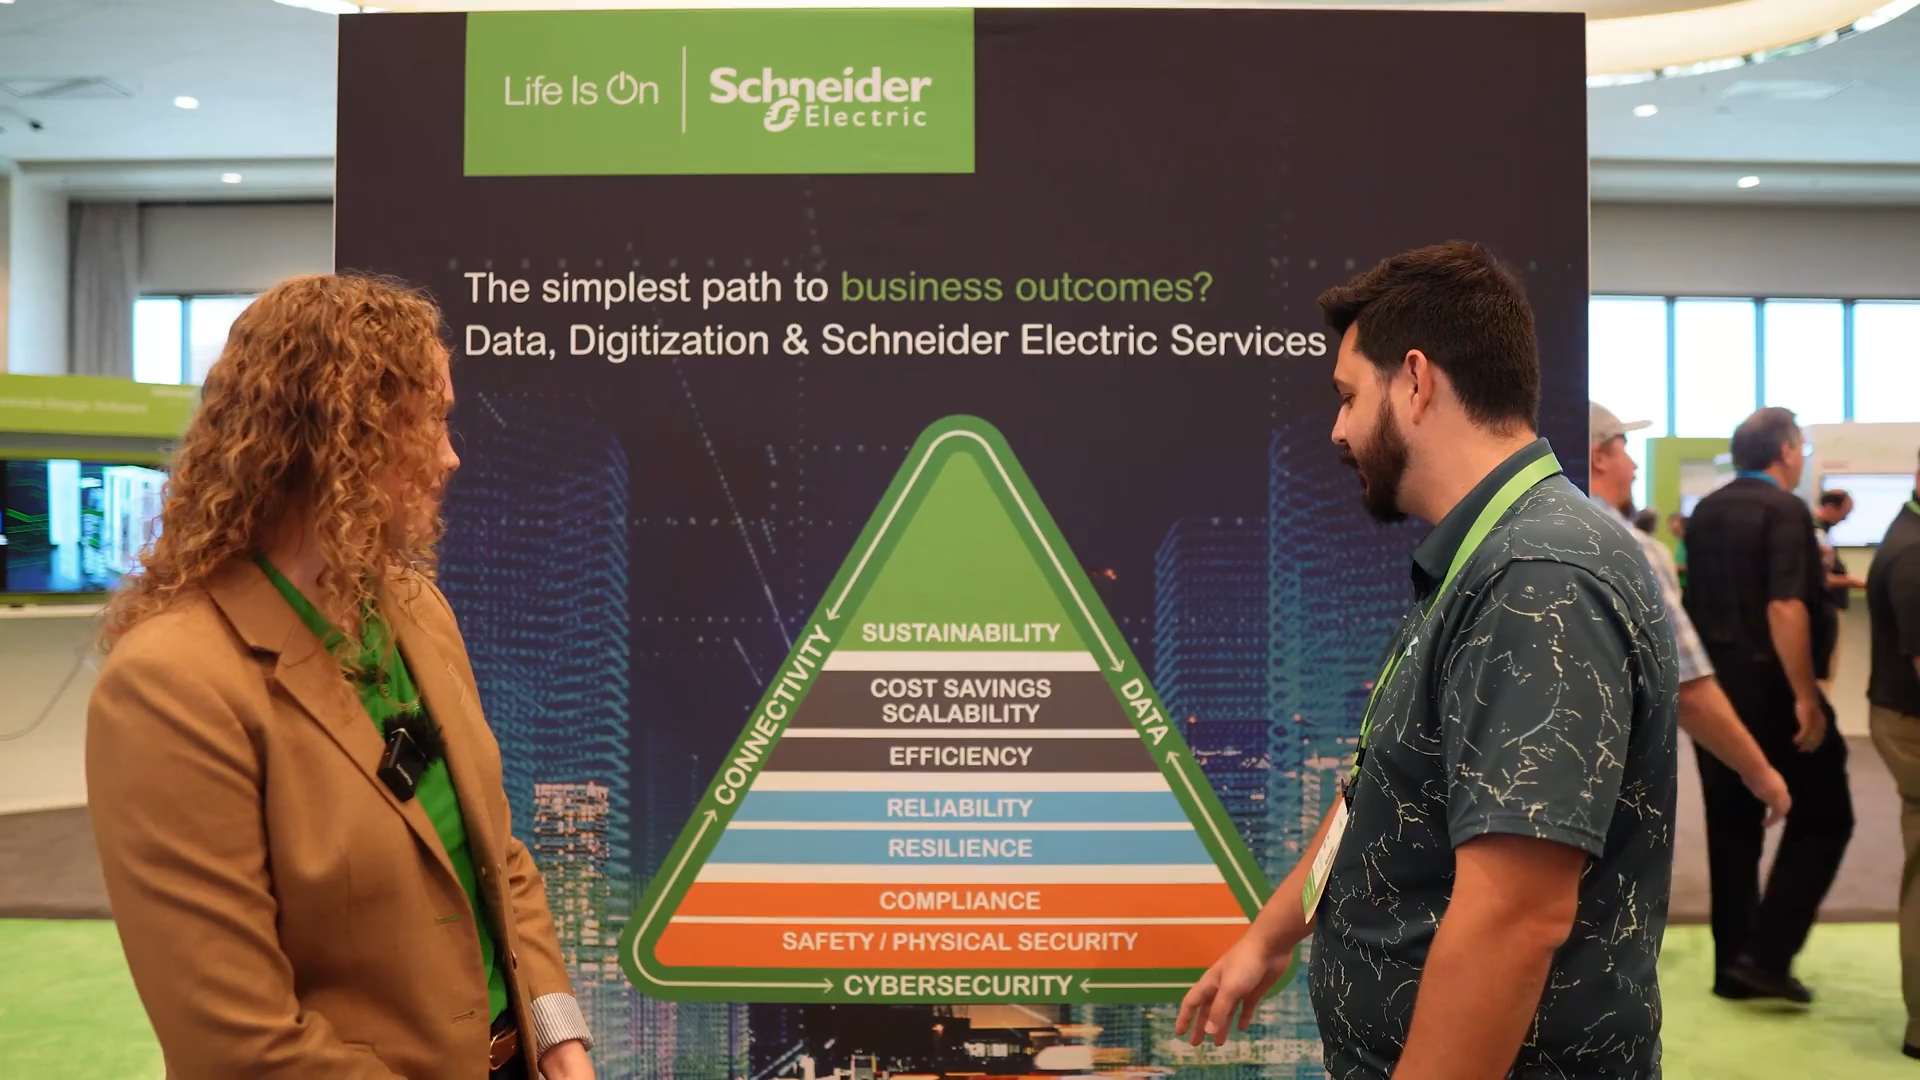 Life Is On
Schneider
Electric
The simplest path to business outcomes?
Data, Digitization & Schneider Electric Services
SUSTAINABILITY
COST SAVINGS
SCALABILITY
EFFICIENCY
RELIABILITY
RESILIENCE
COMPLIANCE
SAFETY / PHYSICAL SECURITY
CONNECTIVITY
DATA
CYBERSECURITY